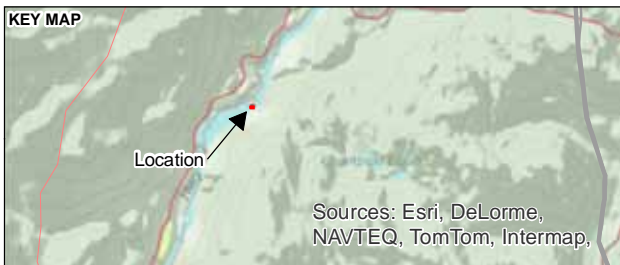 KEY MAP
Location
Sources: Esri, DeLorme,
NAVTEQ, TomTom, Intermap,